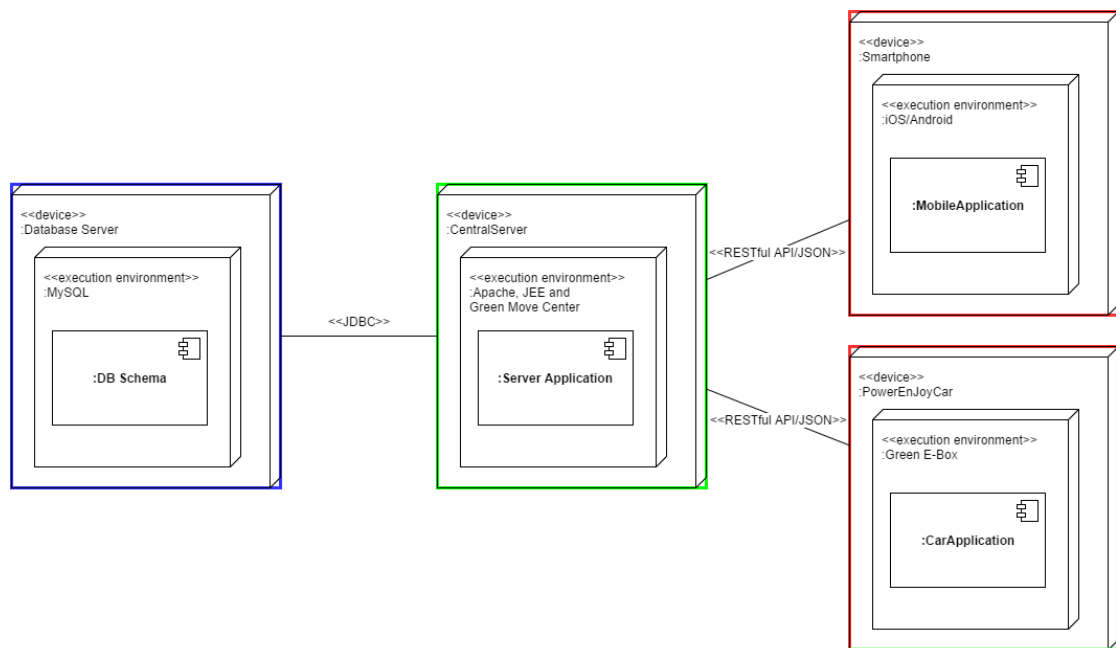 <<device>>
:Database Server
<<execution environment>>
:MySQL
:DB Schema
<<JDBC>>
<<device>>
:CentralServer
<<execution environment>>
:Apache, JEE and
Green Move Center
:Server Application
<<RESTful API/JSON>>
<<RESTful API/JSON>>
<<device>>
:Smartphone
<<execution environment>>
:iOS/Android
:MobileApplication
<<device>>
:PowerEnJoyCar
<<execution environment>>
:Green E-Box
:CarApplication